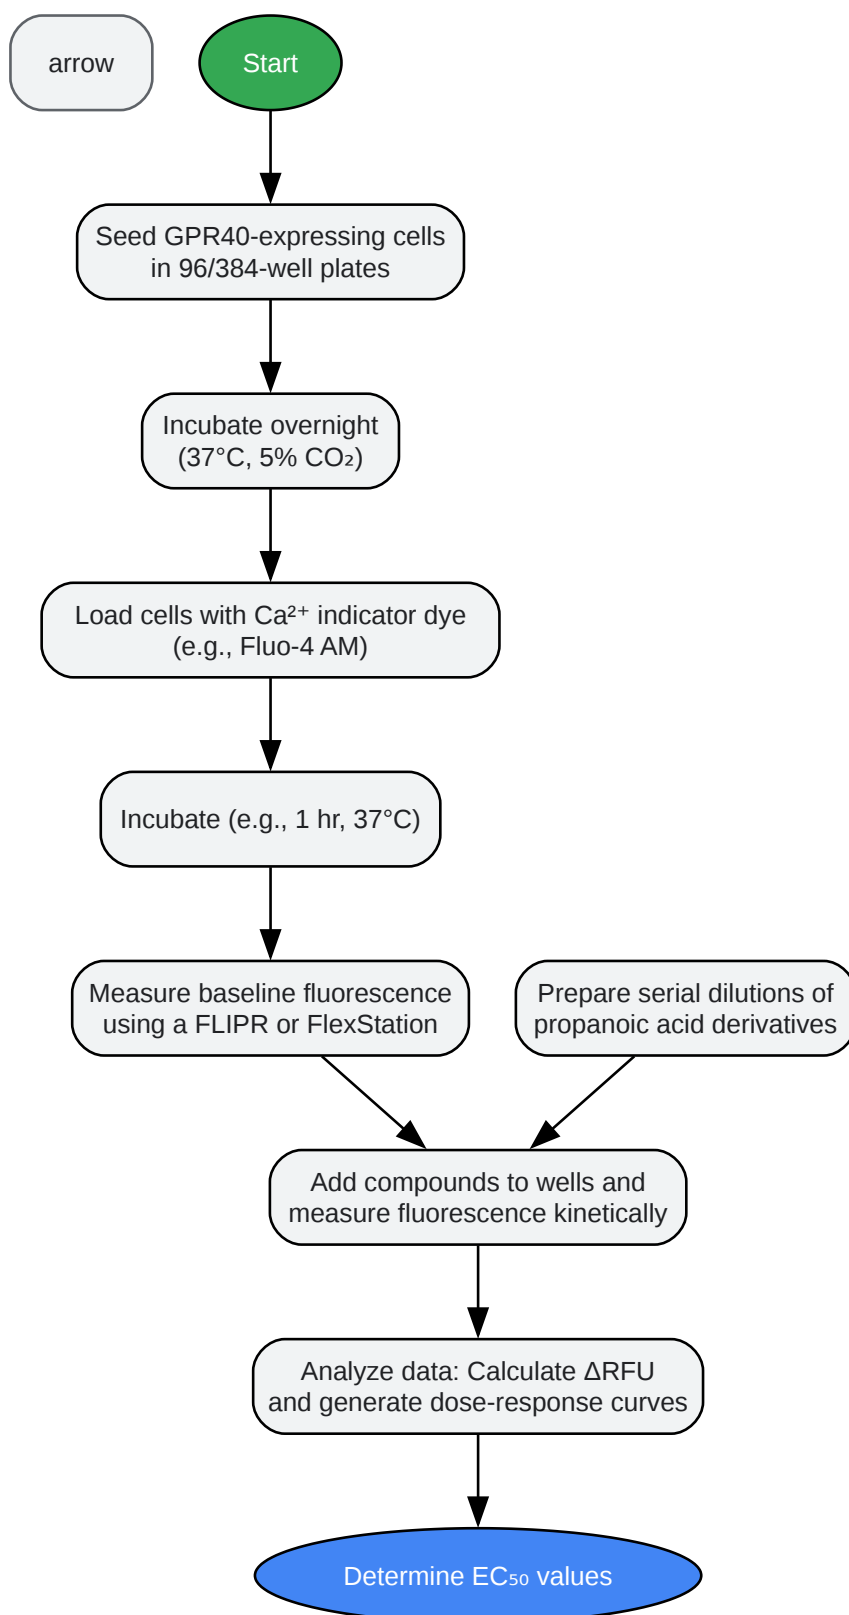 arrow
Start
Seed GPR40-expressing cells
in 96/384-well plates
Incubate overnight
(37°C, 5% CO₂)
Load cells with Ca²⁺ indicator dye
(e.g., Fluo-4 AM)
Incubate (e.g., 1 hr, 37°C)
Measure baseline fluorescence
using a FLIPR or FlexStation
Prepare serial dilutions of
propanoic acid derivatives
Add compounds to wells and
measure fluorescence kinetically
Analyze data: Calculate ΔRFU
and generate dose-response curves
Determine EC₅₀ values